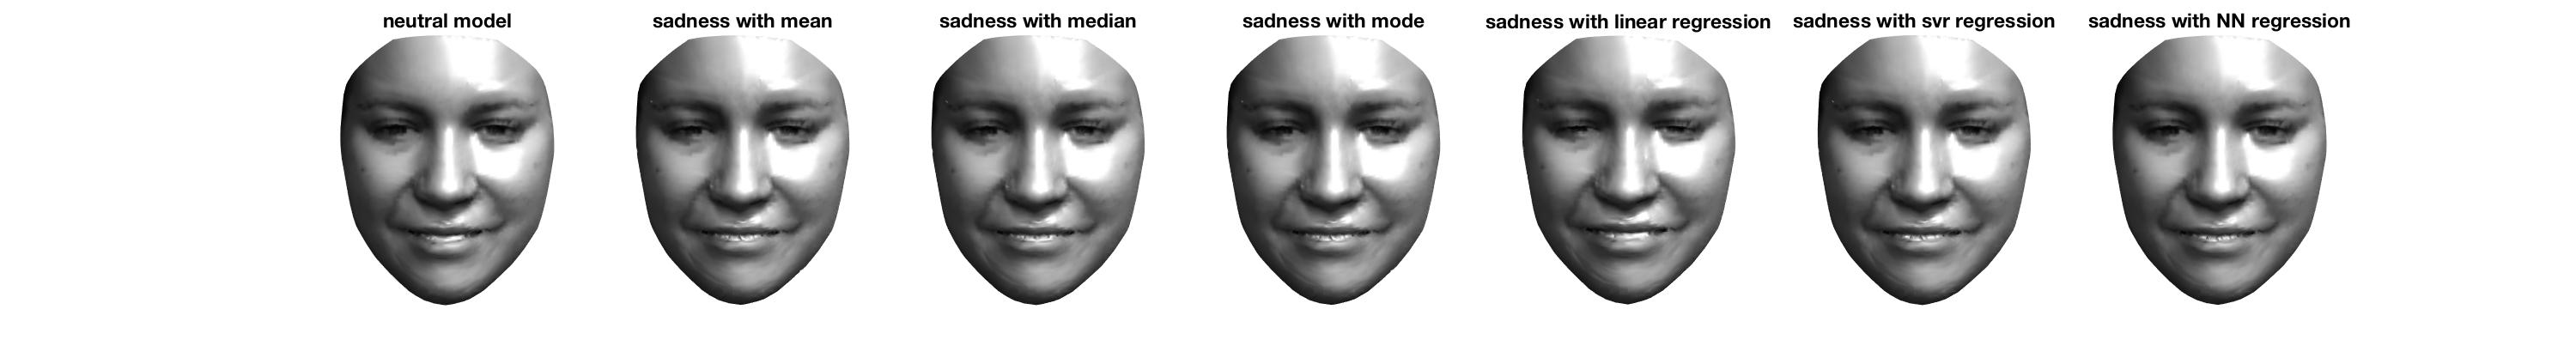 neutral model
sadness with mean
sadness with median
sadness with mode
sadness with linear regression
sadness with svr regression
sadness with NN regression